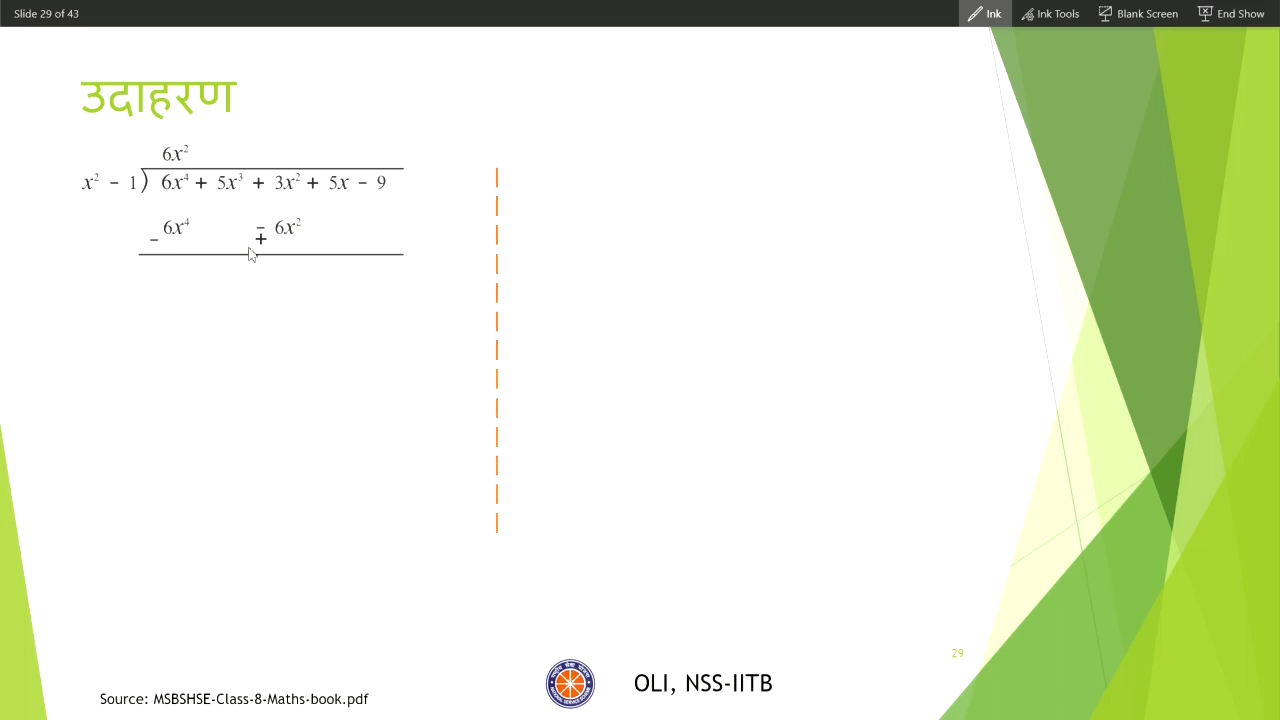 Slide 29 of 43
Ink Ink Tools Blank Screen End Show
उदाहरण
6x²
x² − 1) 6x⁴ + 5x³ + 3x² + 5x − 9
6x⁴ − 6x²
− +
29
OLI, NSS-IITB
Source: MSBSHSE-Class-8-Maths-book.pdf